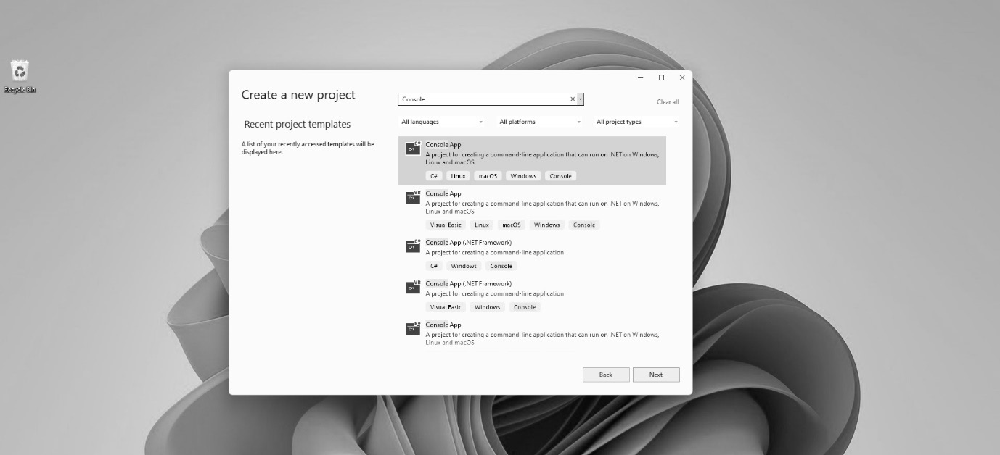 Recycle Bin
Create a new project
Console
Clear all
Recent project templates
All languages
All platforms
All project types
A list of your recently accessed templates will be
displayed here.
C#
Console App
A project for creating a command-line application that can run on .NET on Windows,
Linux and macOS
C# Linux macOS Windows Console
VB
Console App
A project for creating a command-line application that can run on .NET on Windows,
Linux and macOS
Visual Basic Linux macOS Windows Console
C#
Console App (.NET Framework)
A project for creating a command-line application
C# Windows Console
VB
Console App (.NET Framework)
A project for creating a command-line application
Visual Basic Windows Console
F#
Console App
A project for creating a command-line application that can run on .NET on Windows,
Linux and macOS
Back
Next